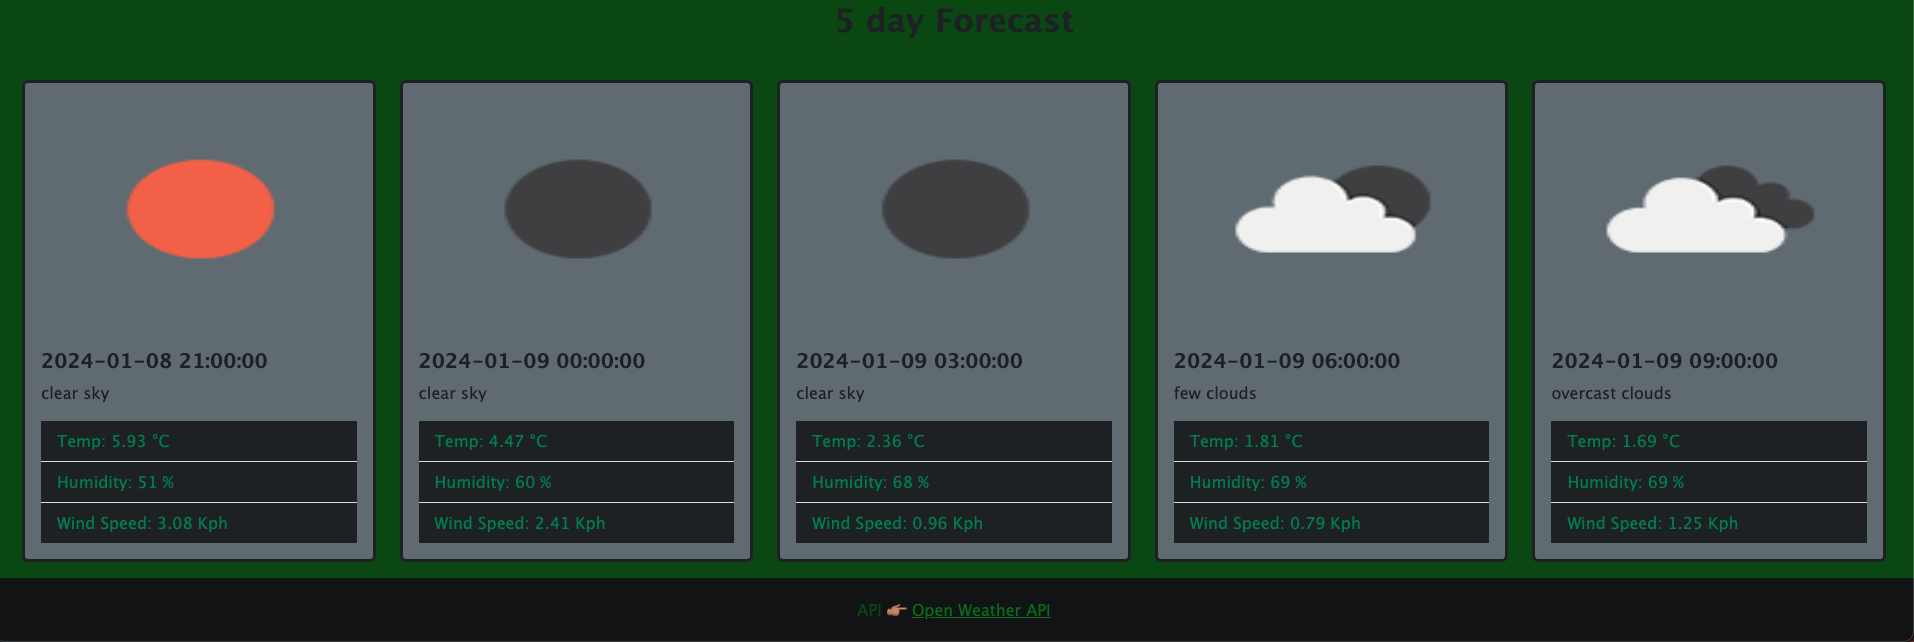 5 day Forecast
2024-01-08 21:00:00
clear sky
Temp: 5.93 °C
Humidity: 51 %
Wind Speed: 3.08 Kph
2024-01-09 00:00:00
clear sky
Temp: 4.47 °C
Humidity: 60 %
Wind Speed: 2.41 Kph
2024-01-09 03:00:00
clear sky
Temp: 2.36 °C
Humidity: 68 %
Wind Speed: 0.96 Kph
2024-01-09 06:00:00
few clouds
Temp: 1.81 °C
Humidity: 69 %
Wind Speed: 0.79 Kph
2024-01-09 09:00:00
overcast clouds
Temp: 1.69 °C
Humidity: 69 %
Wind Speed: 1.25 Kph
API 👉🏽 Open Weather API